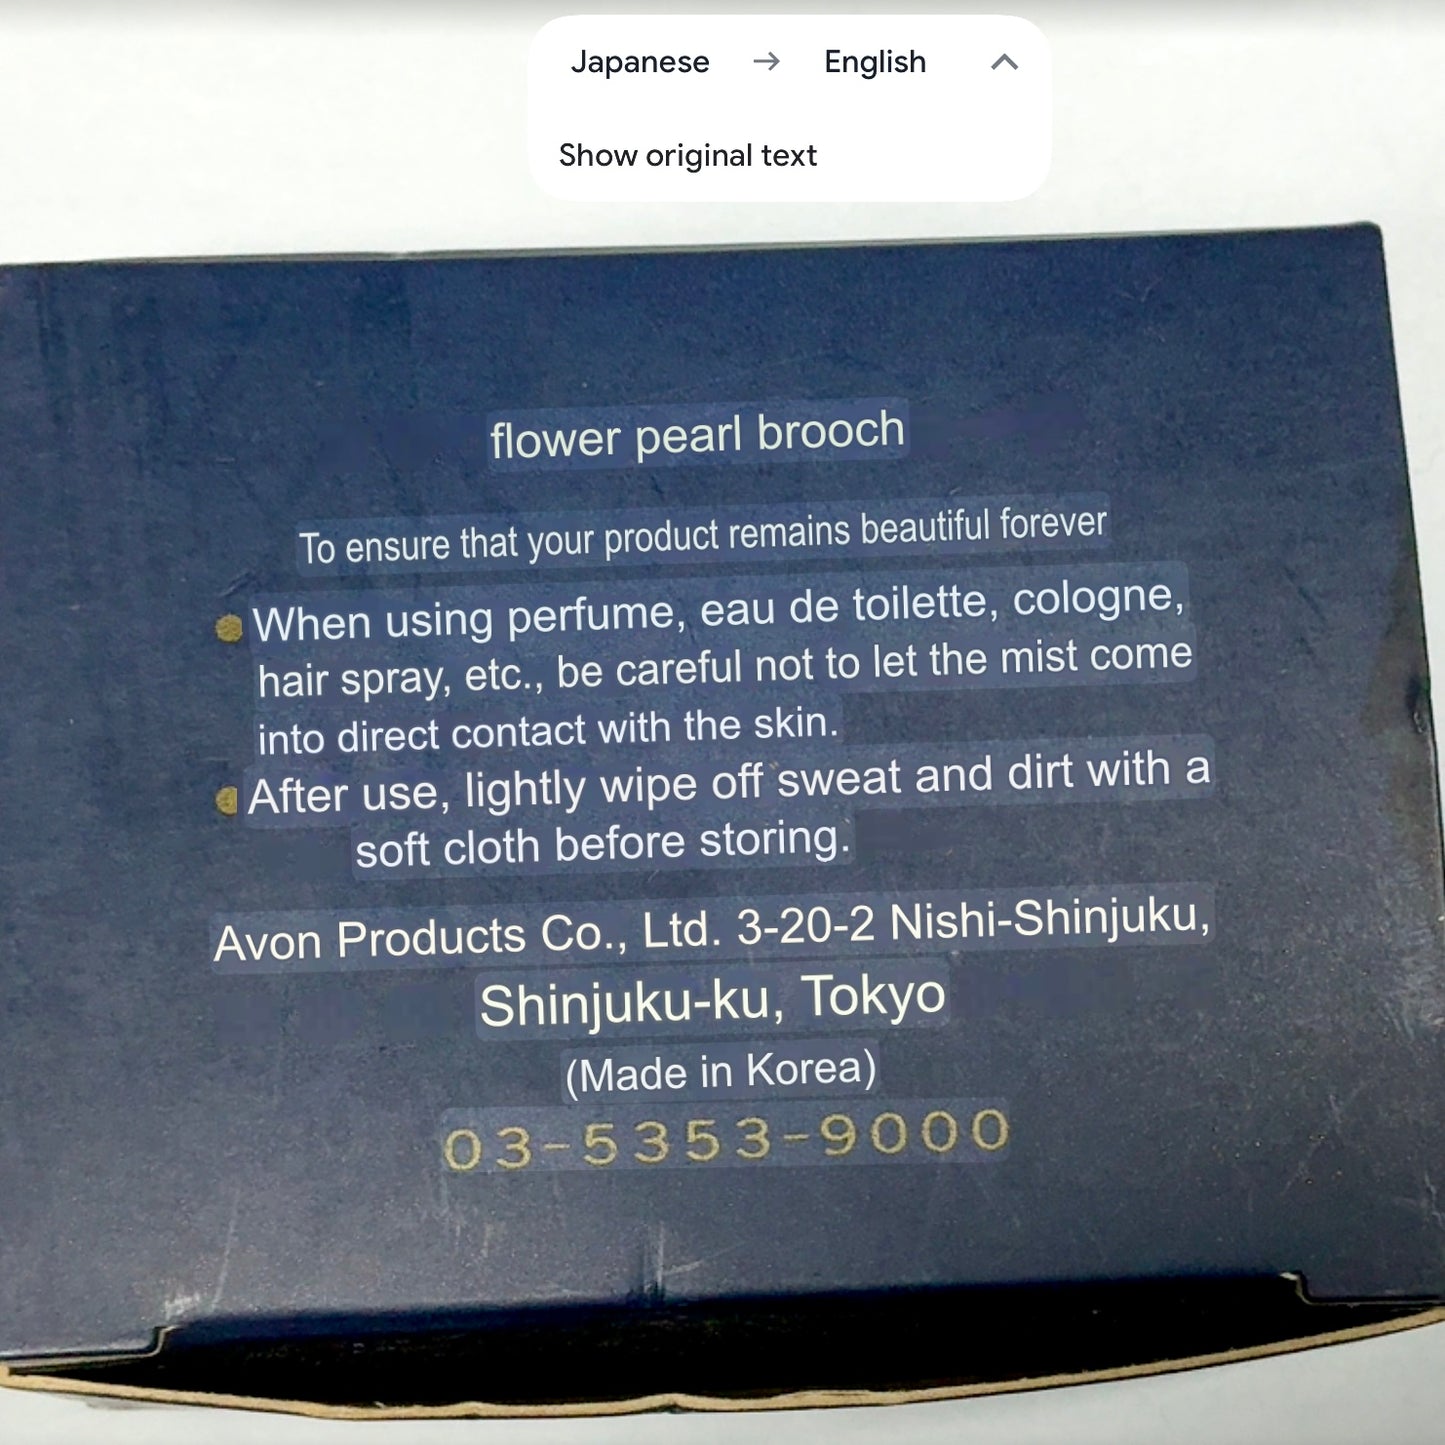 Japanese → English
Show original text
flower pearl brooch
To ensure that your product remains beautiful forever
When using perfume, eau de toilette, cologne,
hair spray, etc., be careful not to let the mist come
into direct contact with the skin.
After use, lightly wipe off sweat and dirt with a
soft cloth before storing.
Avon Products Co., Ltd. 3-20-2 Nishi-Shinjuku,
Shinjuku-ku, Tokyo
(Made in Korea)
03-5353-9000